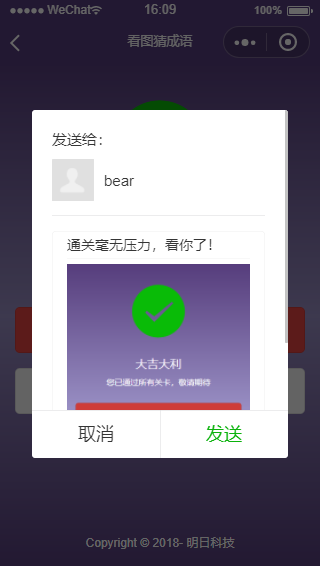 ●●●●● WeChat 16:09 100%
看图猜成语
发送给：
bear
通关毫无压力，看你了！
大吉大利
您已通过所有关卡，敬请期待
取消 发送
Copyright © 2018- 明日科技